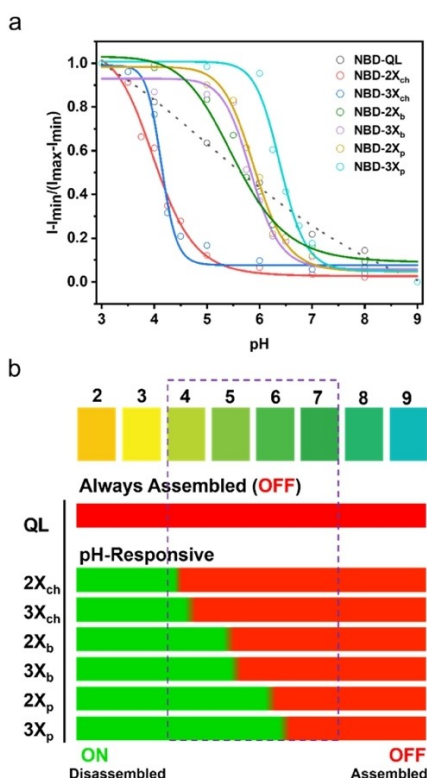 a
I-Imin/(Imax-Imin)
1.0
0.8
0.6
0.4
0.2
0.0
NBD-QL
NBD-2Xch
NBD-3Xch
NBD-2Xb
NBD-3Xb
NBD-2Xp
NBD-3Xp
3 4 5 6 7 8 9
pH
b
2 3 4 5 6 7 8 9
Always Assembled (OFF)
QL
pH-Responsive
2Xch
3Xch
2Xb
3Xb
2Xp
3Xp
ON OFF
Disassembled Assembled